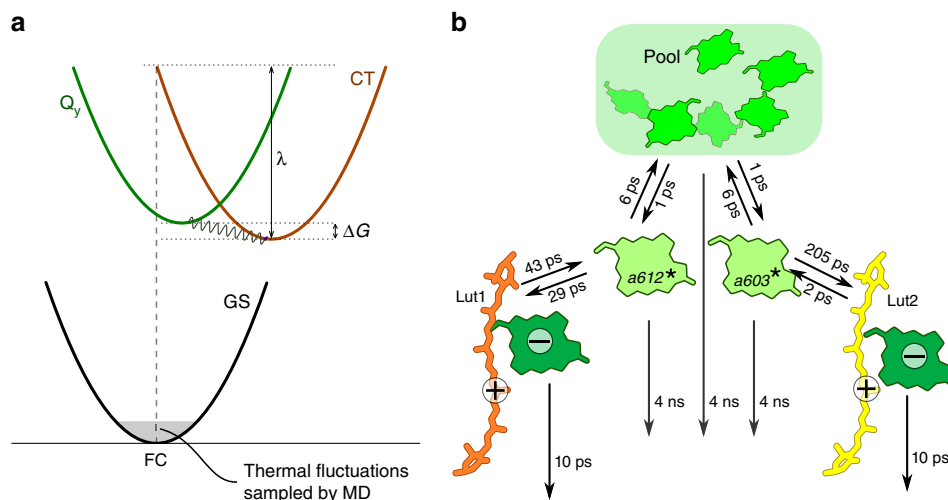 a
Q_y
CT
λ
ΔG
GS
FC
Thermal fluctuations
sampled by MD
b
Pool
6 ps
1 ps
6 ps
1 ps
43 ps
29 ps
a612*
a603*
205 ps
2 ps
Lut1
Lut2
−
−
+
+
4 ns
4 ns
4 ns
10 ps
10 ps